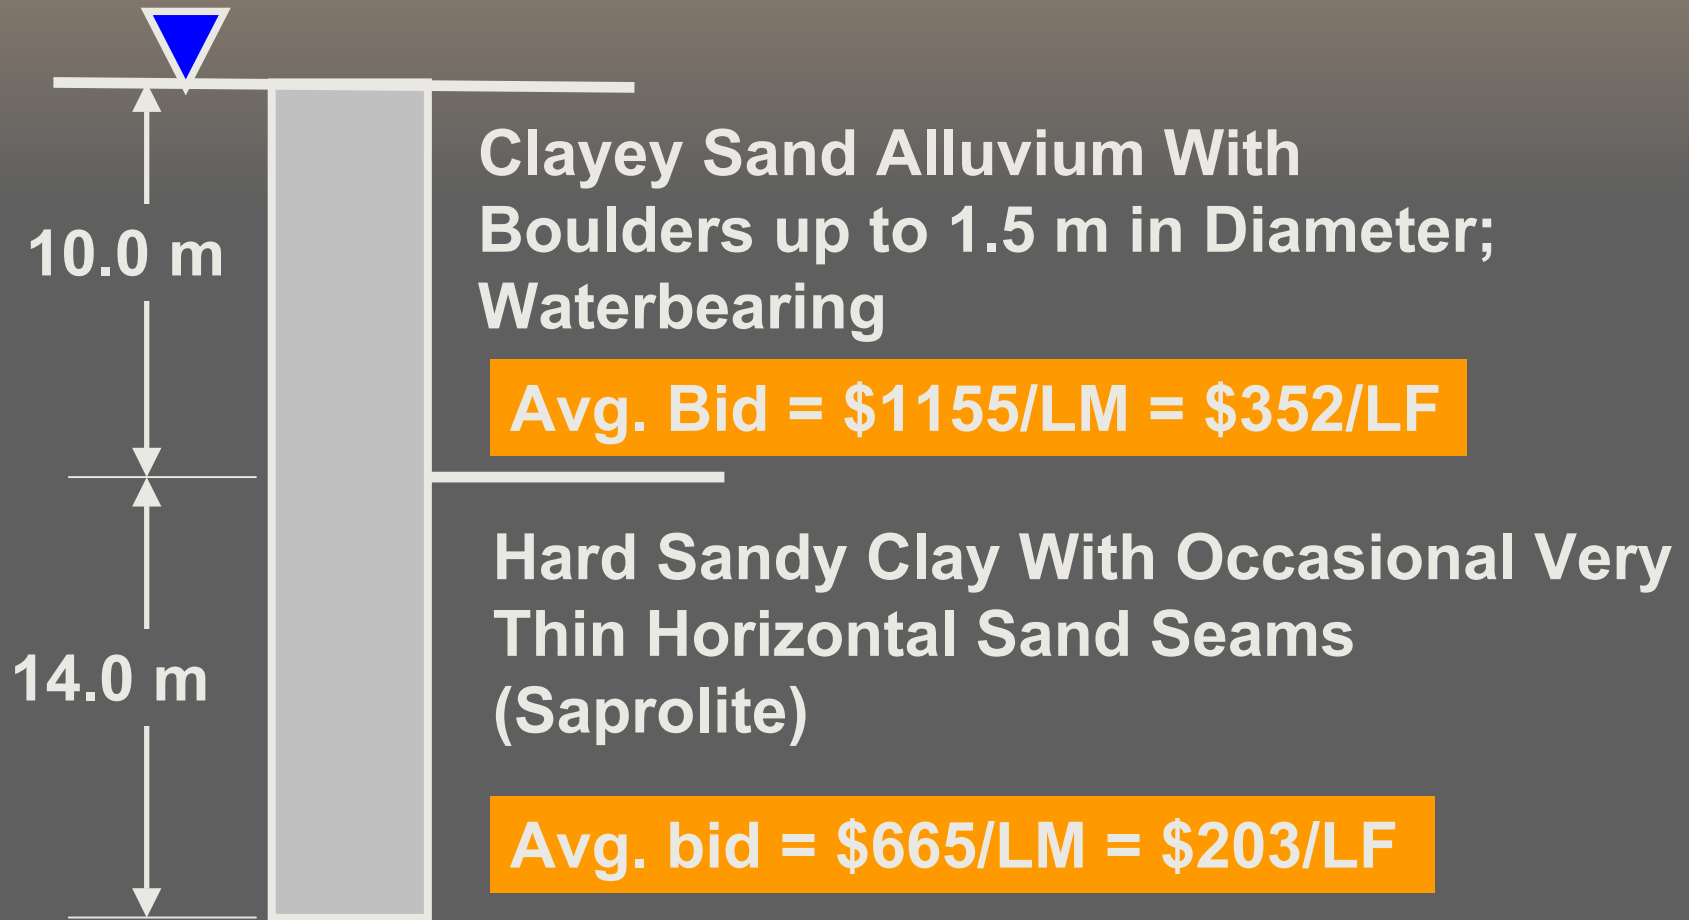 Clayey Sand Alluvium With
Boulders up to 1.5 m in Diameter;
Waterbearing
10.0 m
Avg. Bid = $1155/LM = $352/LF
Hard Sandy Clay With Occasional Very
Thin Horizontal Sand Seams
(Saprolite)
14.0 m
Avg. bid = $665/LM = $203/LF